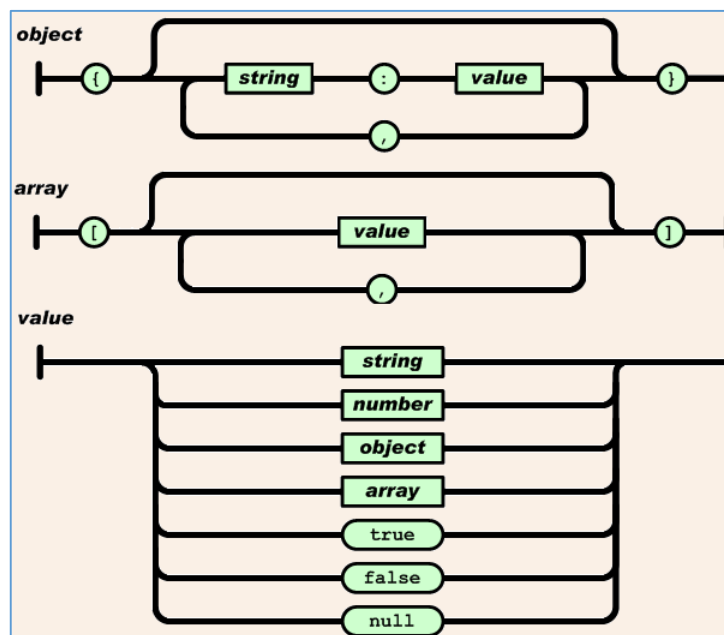 object
{ string : value }
,
array
[ value ]
,
value
string
number
object
array
true
false
null